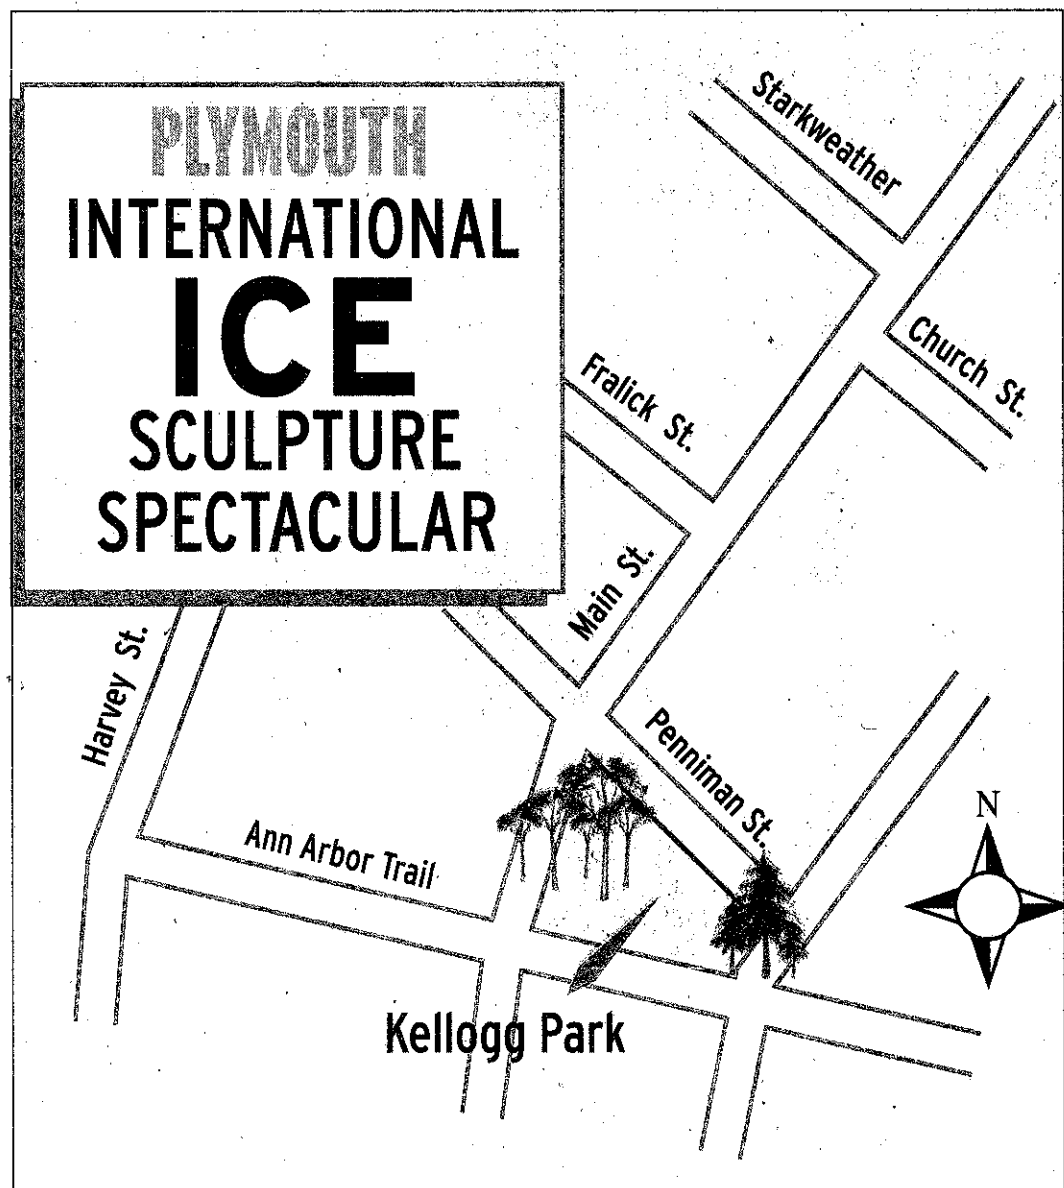 PLYMOUTH
INTERNATIONAL
ICE
SCULPTURE
SPECTACULAR
Starkweather
Church St.
Fralick St.
Main St.
Harvey St.
Penniman St.
Ann Arbor Trail
N
Kellogg Park